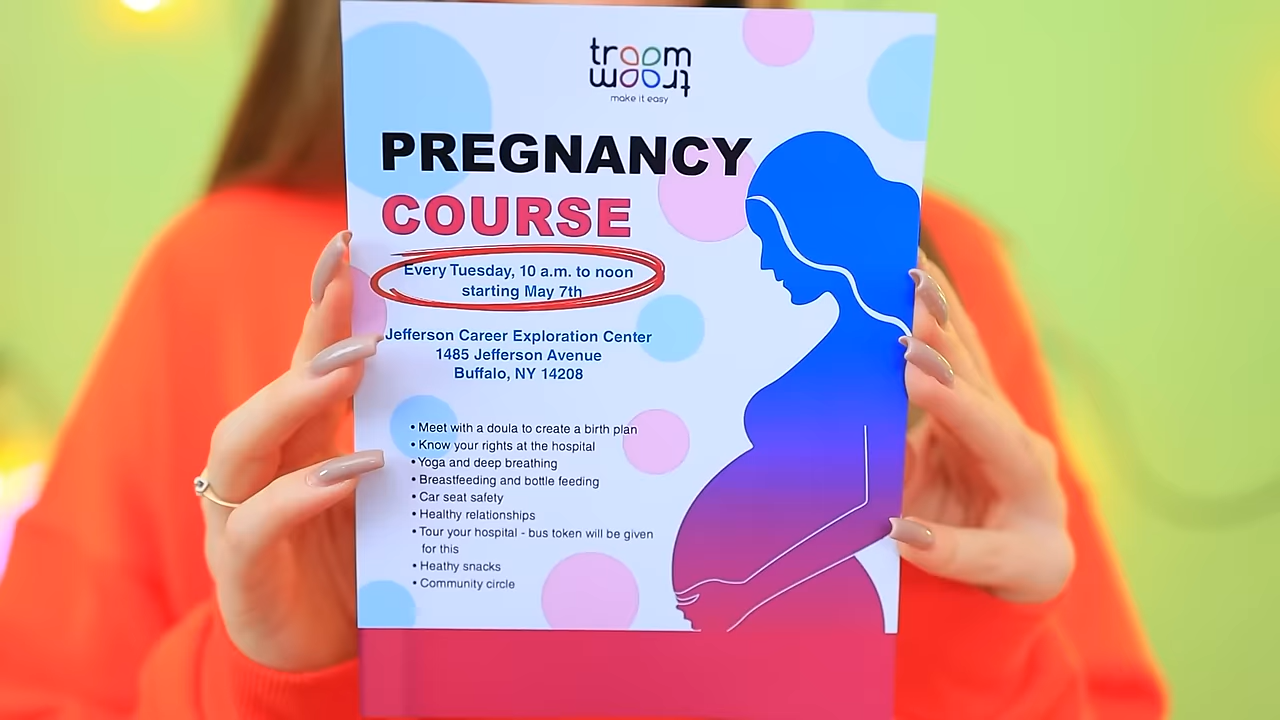 troom
woort
make it easy
PREGNANCY
COURSE
Every Tuesday, 10 a.m. to noon
starting May 7th
Jefferson Career Exploration Center
1485 Jefferson Avenue
Buffalo, NY 14208
• Meet with a doula to create a birth plan
• Know your rights at the hospital
• Yoga and deep breathing
• Breastfeeding and bottle feeding
• Car seat safety
• Healthy relationships
• Tour your hospital - bus token will be given
for this
• Heathy snacks
• Community circle